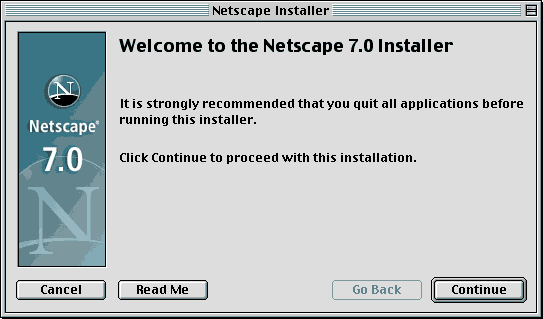 Netscape Installer
Welcome to the Netscape 7.0 Installer
N
Netscape®
7.0
N
It is strongly recommended that you quit all applications before
running this installer.
Click Continue to proceed with this installation.
Cancel
Read Me
Go Back
Continue